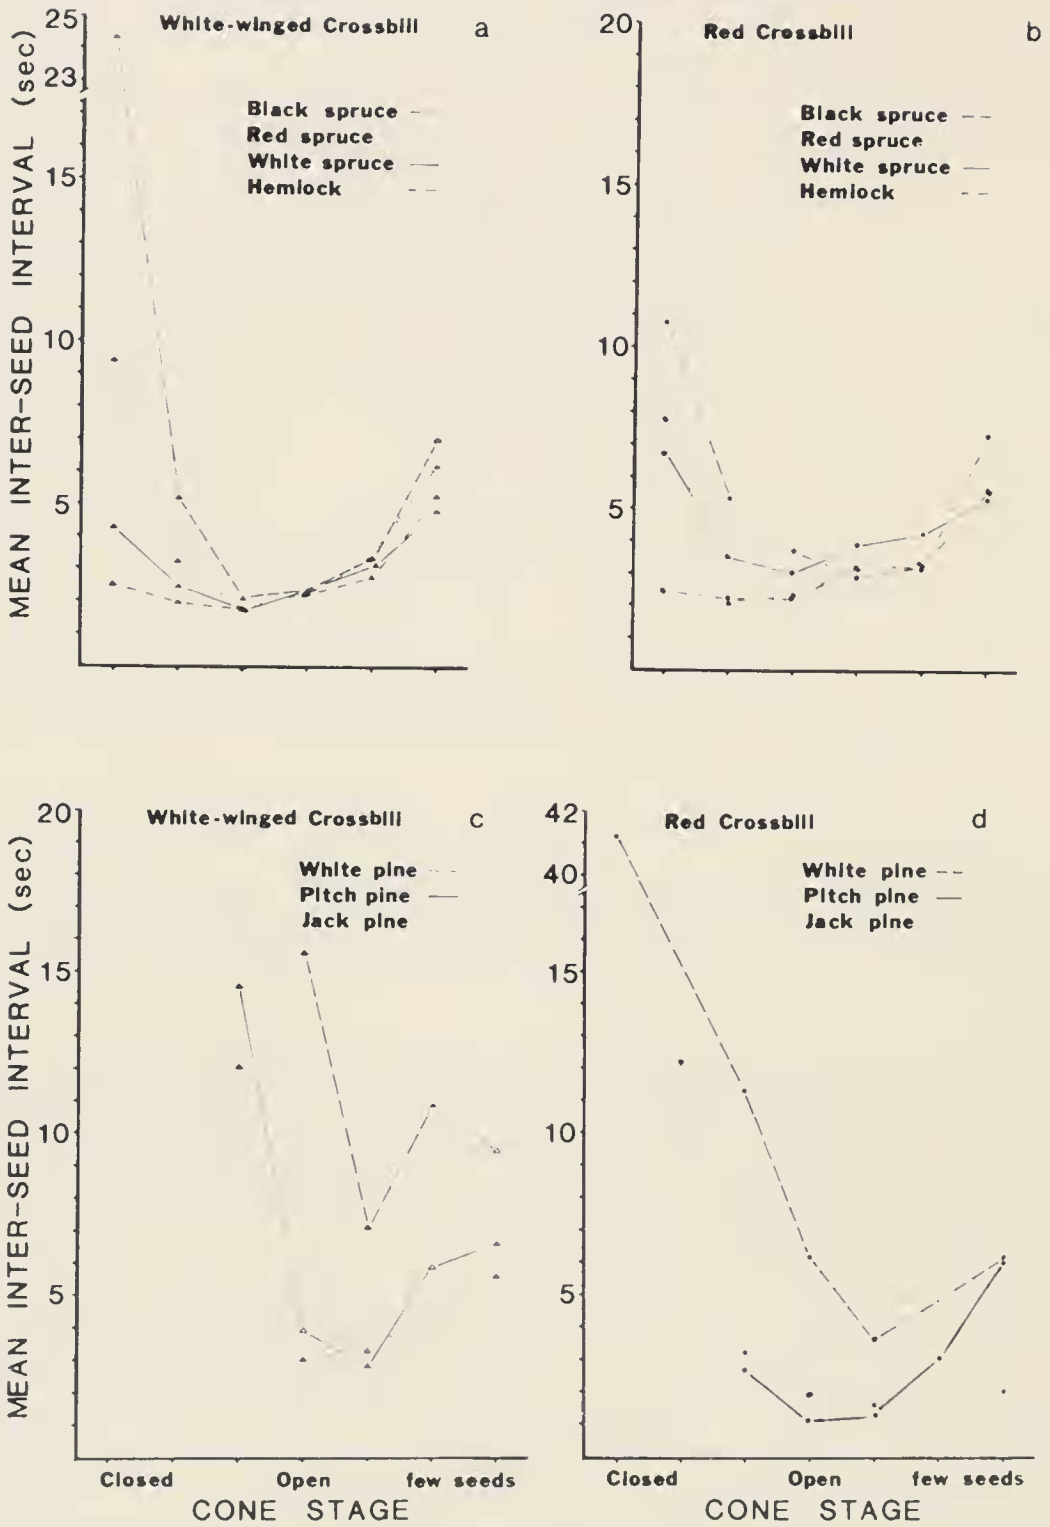 White-winged Crossbill a
25
23
15
10
5
MEAN INTER-SEED INTERVAL (sec)
Black spruce
Red spruce
White spruce
Hemlock
Red Crossbill b
20
15
10
5
Black spruce
Red spruce
White spruce
Hemlock
White-winged Crossbill c
20
15
10
5
MEAN INTER-SEED INTERVAL (sec)
White pine
Pitch pine
Jack pine
Closed Open few seeds
CONE STAGE
Red Crossbill d
42
40
15
10
5
White pine
Pitch pine
Jack pine
Closed Open few seeds
CONE STAGE